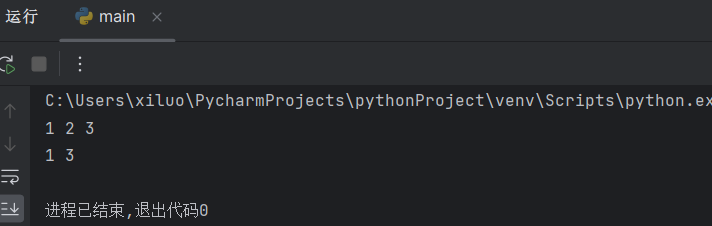 运行 main
C:\Users\xiluo\PycharmProjects\pythonProject\venv\Scripts\python.ex
1 2 3
1 3
进程已结束,退出代码0